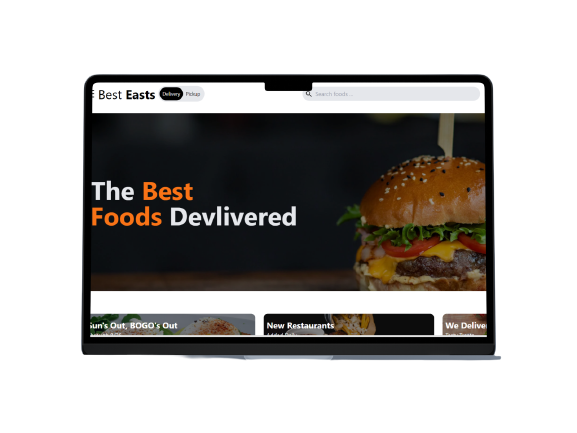 Best Easts Delivery Pickup Search foods ...
The Best
Foods Devlivered
Sun's Out, BOGO's Out New Restaurants We Deliver